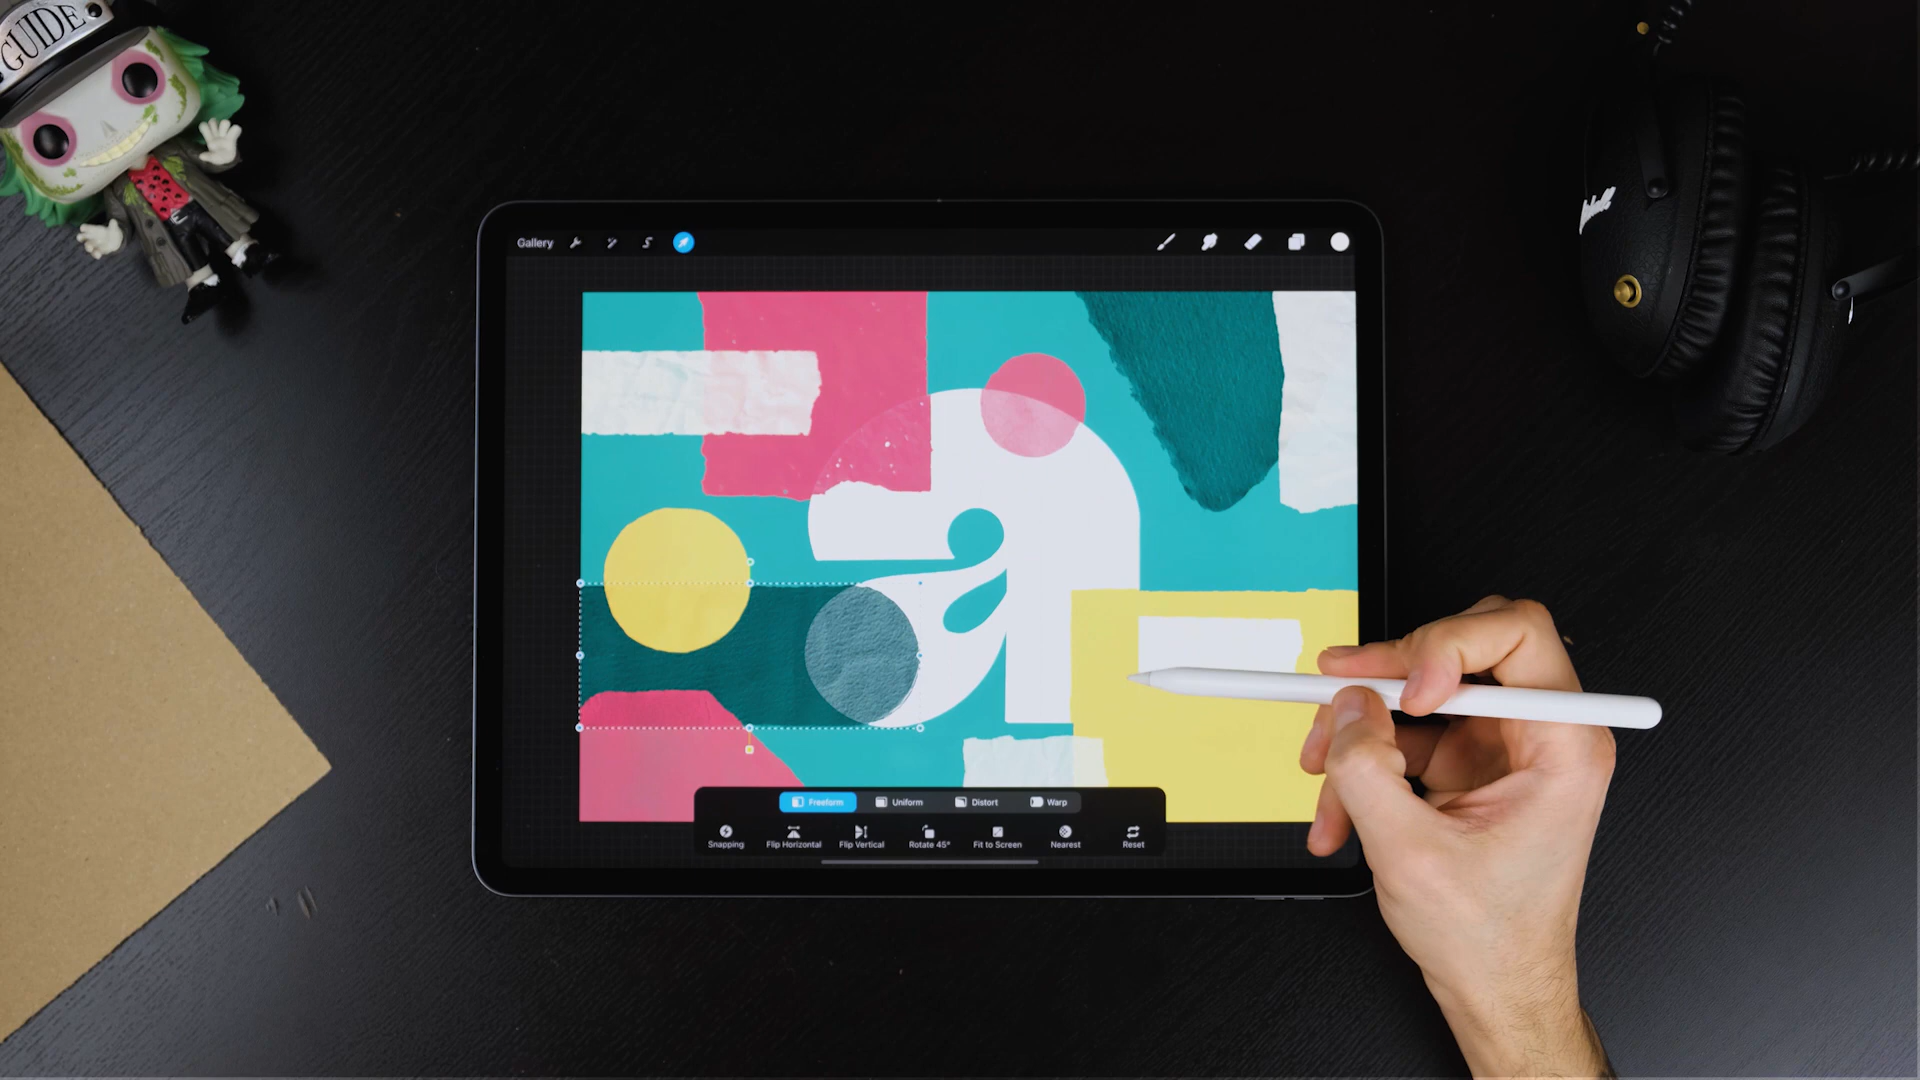 GUIDE
Gallery
a
Freeform Uniform Distort Warp
Snapping Flip Horizontal Flip Vertical Rotate 45° Fit to Screen Nearest Reset